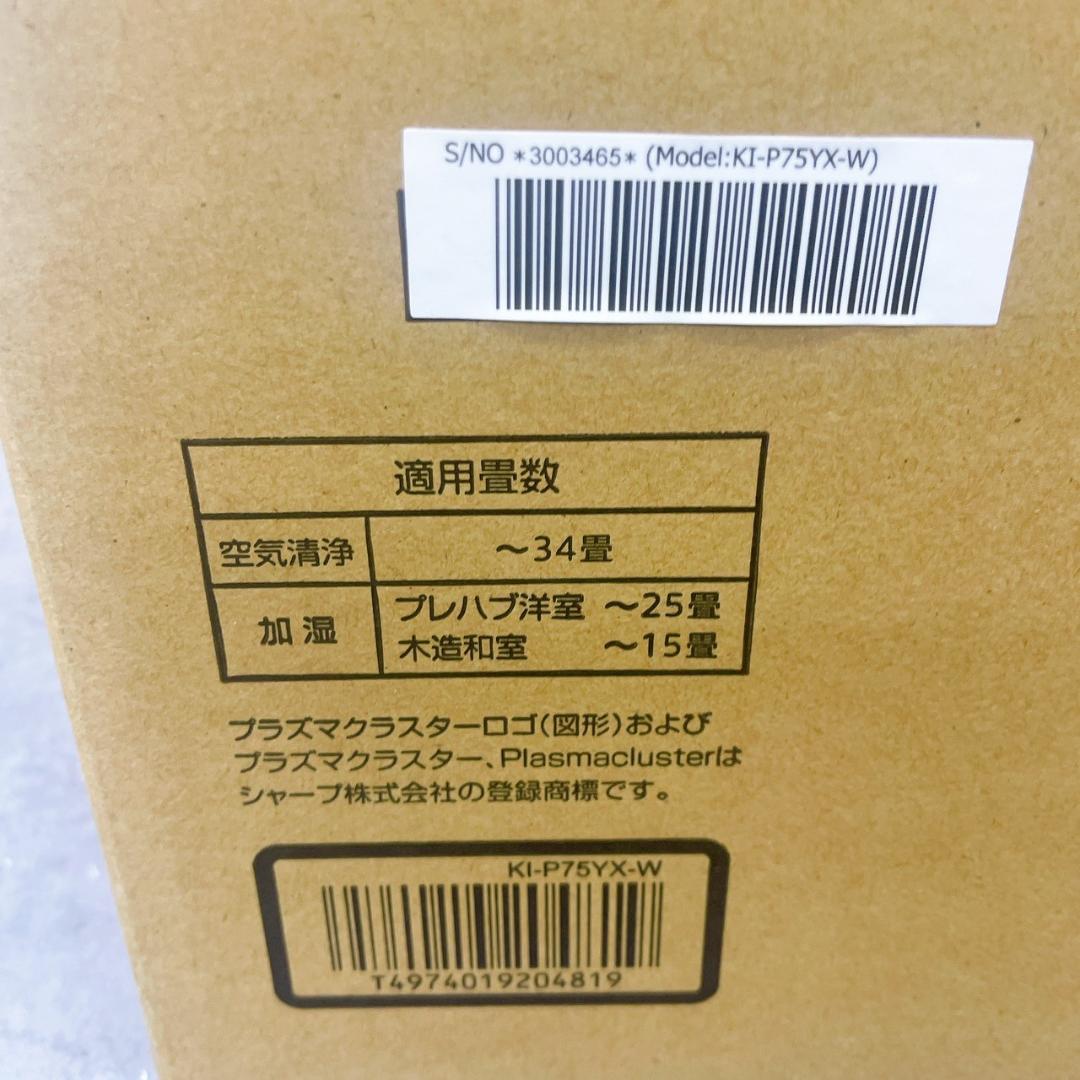 S/NO *3003465* (Model:KI-P75YX-W)
適用畳数
空気清浄 ～34畳
加湿 プレハブ洋室 ～25畳
木造和室 ～15畳
プラズマクラスターロゴ(図形)および
プラズマクラスター、Plasmaclusterは
シャープ株式会社の登録商標です。
KI-P75YX-W
T4974019204819